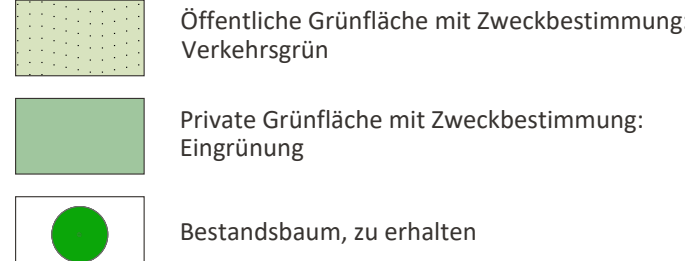 Öffentliche Grünfläche mit Zweckbestimmung:
Verkehrsgrün
Private Grünfläche mit Zweckbestimmung:
Eingrünung
Bestandsbaum, zu erhalten